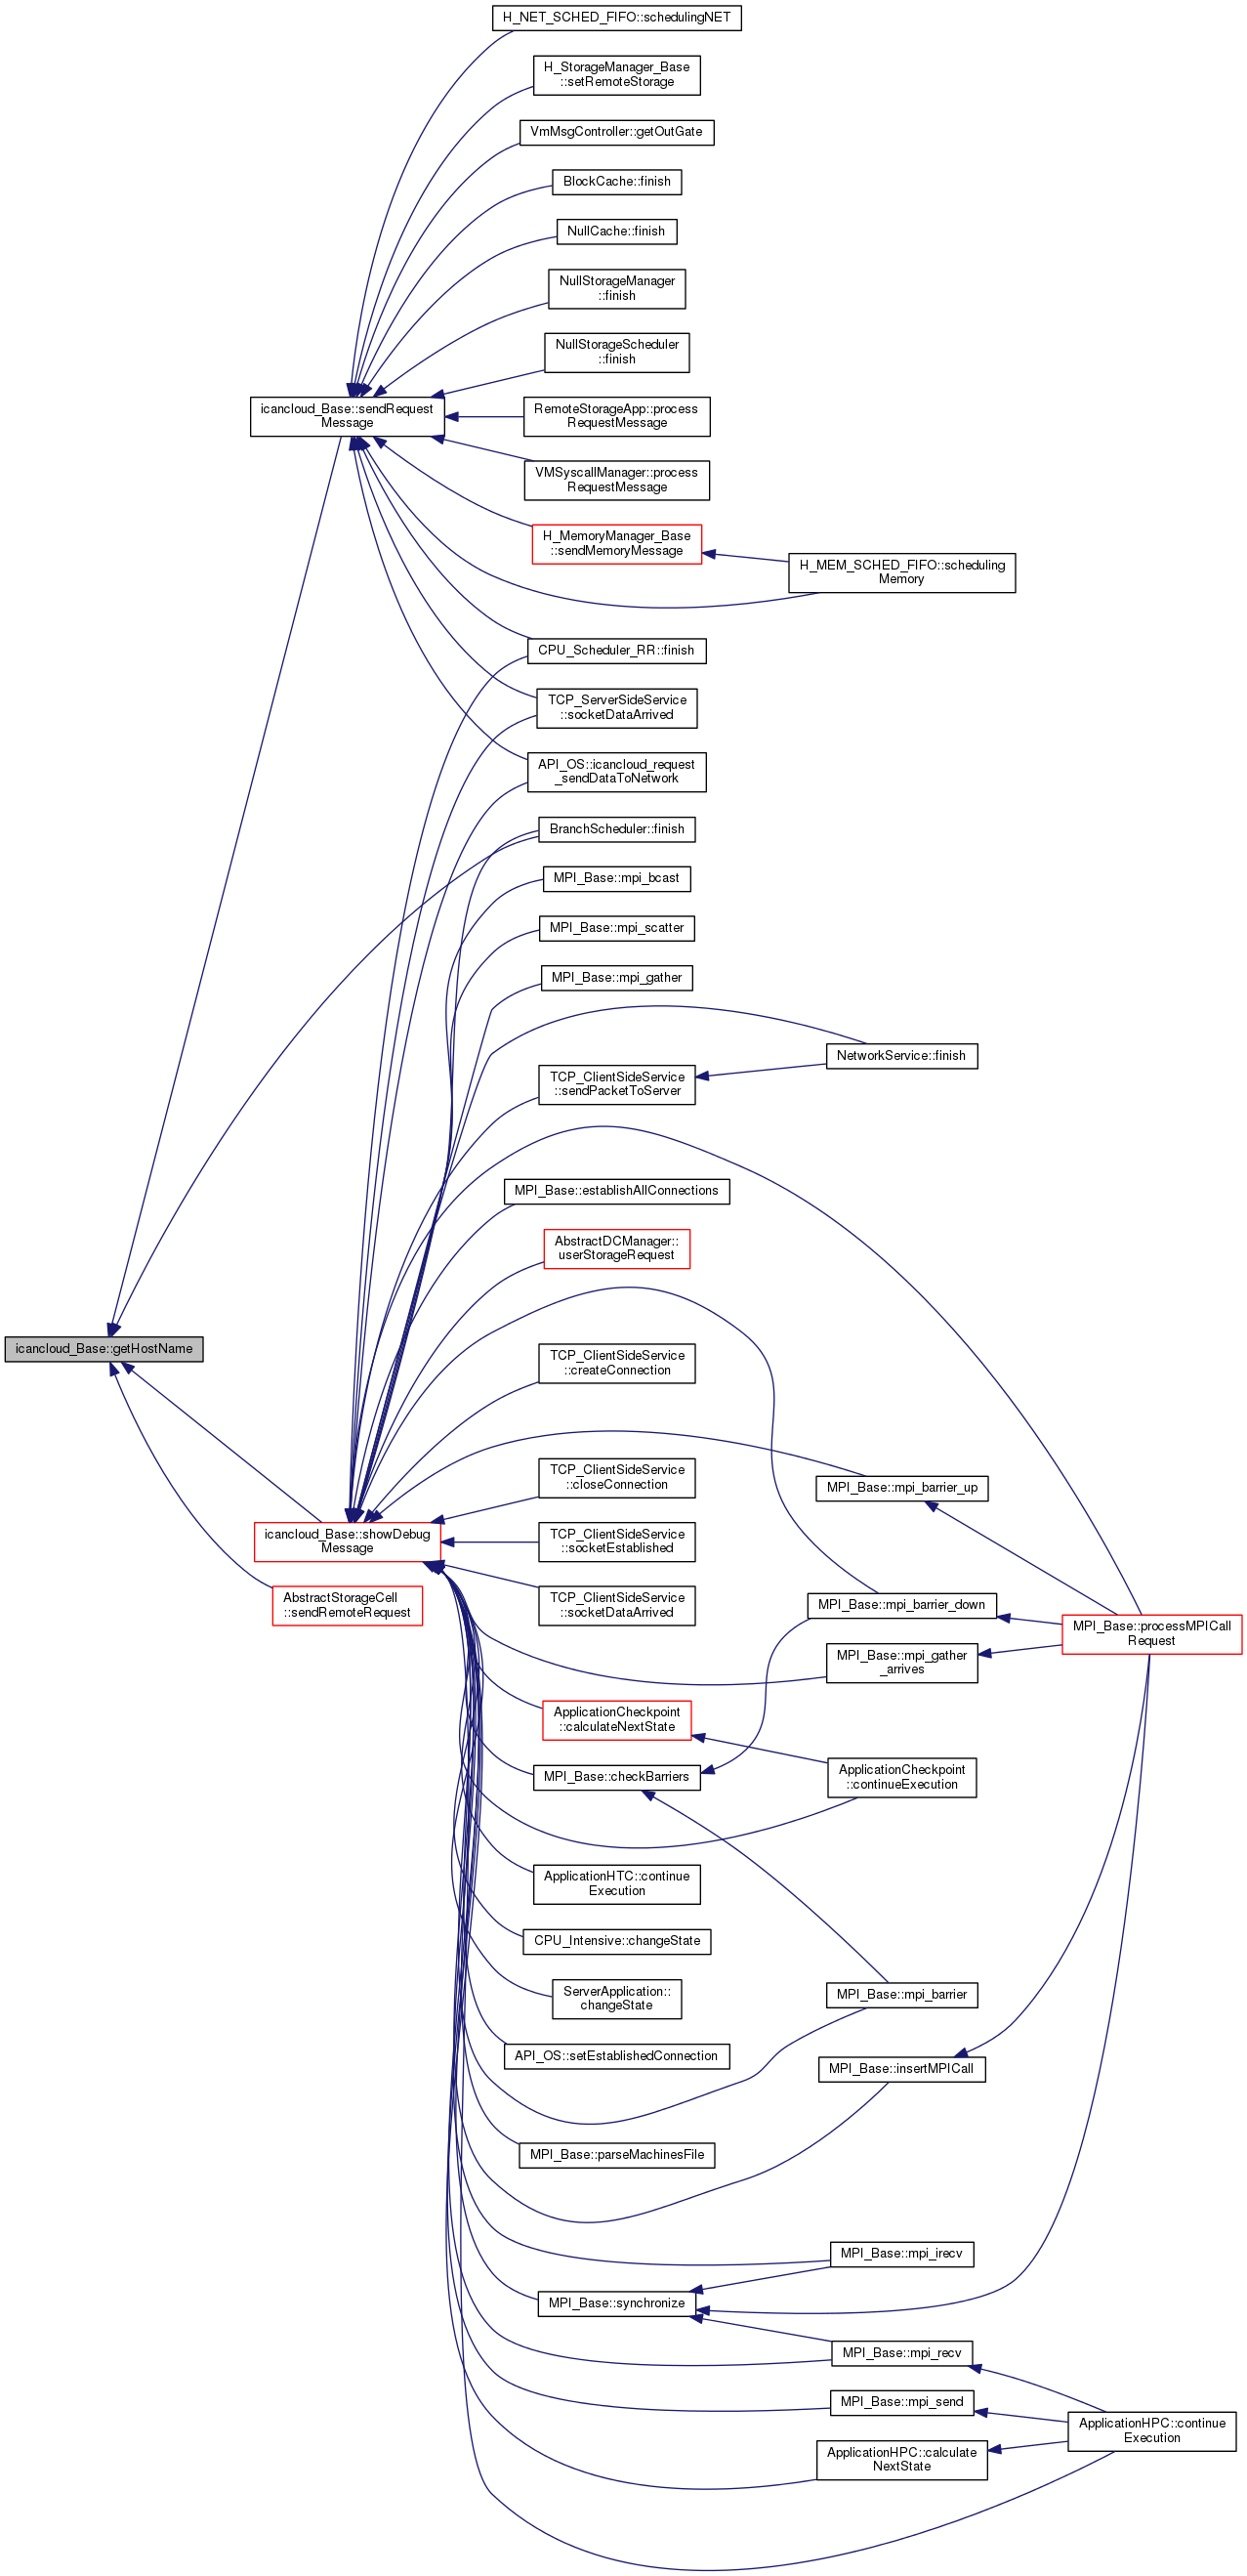 H_NET_SCHED_FIFO::schedulingNET
H_StorageManager_Base
::setRemoteStorage
VmMsgController::getOutGate
BlockCache::finish
NullCache::finish
NullStorageManager
::finish
NullStorageScheduler
::finish
icancloud_Base::sendRequest
Message
RemoteStorageApp::process
RequestMessage
VMSyscallManager::process
RequestMessage
H_MemoryManager_Base
::sendMemoryMessage
H_MEM_SCHED_FIFO::scheduling
Memory
CPU_Scheduler_RR::finish
TCP_ServerSideService
::socketDataArrived
API_OS::icancloud_request
_sendDataToNetwork
BranchScheduler::finish
MPI_Base::mpi_bcast
MPI_Base::mpi_scatter
MPI_Base::mpi_gather
NetworkService::finish
TCP_ClientSideService
::sendPacketToServer
MPI_Base::establishAllConnections
AbstractDCManager::
userStorageRequest
icancloud_Base::getHostName
TCP_ClientSideService
::createConnection
TCP_ClientSideService
::closeConnection
MPI_Base::mpi_barrier_up
icancloud_Base::showDebug
Message
TCP_ClientSideService
::socketEstablished
AbstractStorageCell
::sendRemoteRequest
TCP_ClientSideService
::socketDataArrived
MPI_Base::mpi_barrier_down
MPI_Base::processMPICall
Request
MPI_Base::mpi_gather
_arrives
ApplicationCheckpoint
::calculateNextState
MPI_Base::checkBarriers
ApplicationCheckpoint
::continueExecution
ApplicationHTC::continue
Execution
CPU_Intensive::changeState
ServerApplication::
changeState
MPI_Base::mpi_barrier
API_OS::setEstablishedConnection
MPI_Base::insertMPICall
MPI_Base::parseMachinesFile
MPI_Base::mpi_irecv
MPI_Base::synchronize
MPI_Base::mpi_recv
MPI_Base::mpi_send
ApplicationHPC::continue
Execution
ApplicationHPC::calculate
NextState